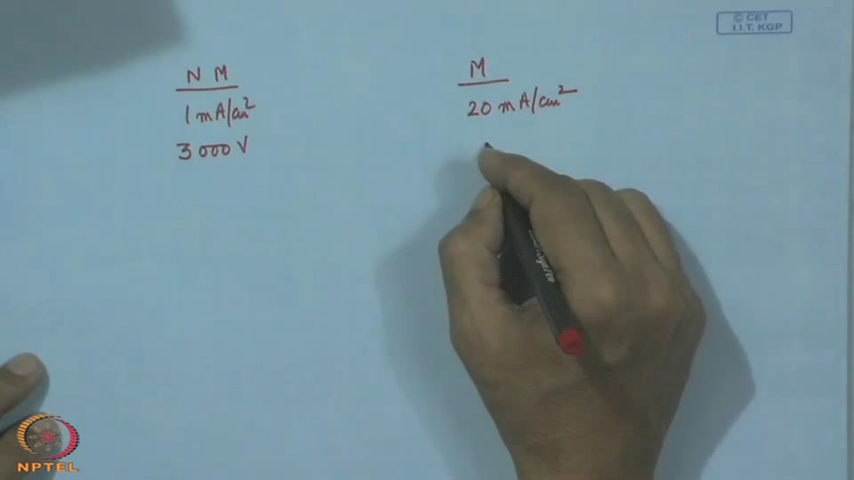 © CET
I.I.T. KGP
N M
1 mA/cm²
3000 V
M
20 mA/cm²
NPTEL